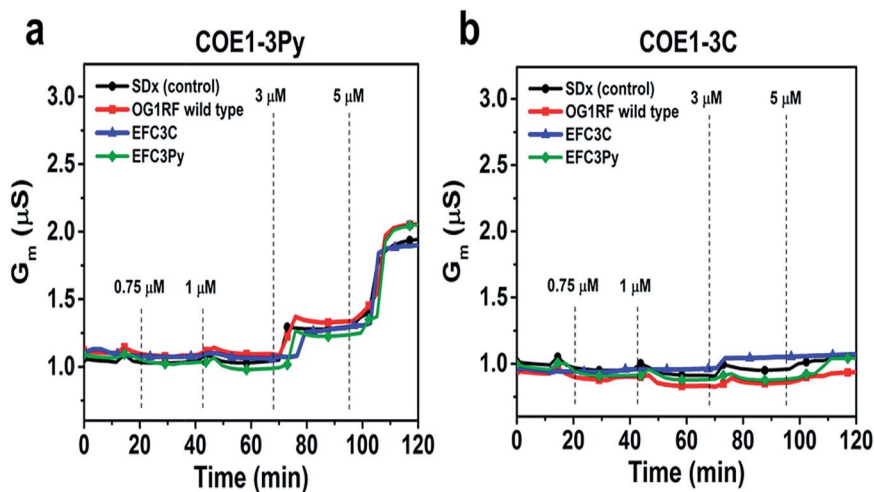 a
COE1-3Py
3.0
2.5
2.0
1.5
1.0
Gm (µS)
SDx (control)
OG1RF wild type
EFC3C
EFC3Py
0.75 µM
1 µM
3 µM
5 µM
0 20 40 60 80 100 120
Time (min)
b
COE1-3C
3.0
2.5
2.0
1.5
1.0
Gm (µS)
SDx (control)
OG1RF wild type
EFC3C
EFC3Py
0.75 µM
1 µM
3 µM
5 µM
0 20 40 60 80 100 120
Time (min)